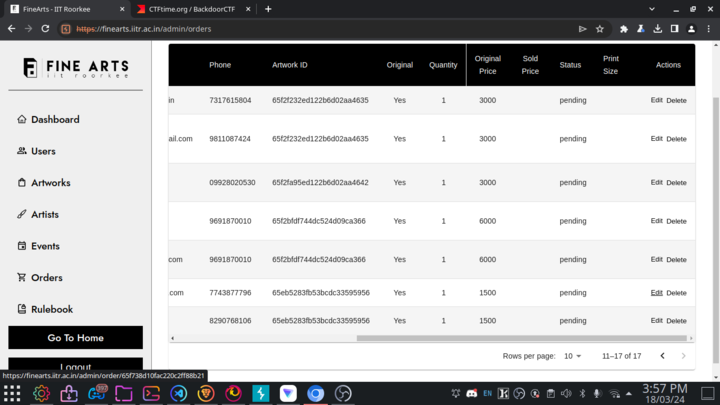 FineArts - IIT Roorkee
CTFtime.org / BackdoorCTF
https://finearts.iitr.ac.in/admin/orders
FINE ARTS
iit roorkee
Dashboard
Users
Artworks
Artists
Events
Orders
Rulebook
Go To Home
Logout
Phone Artwork ID Original Quantity Original Price Sold Price Status Print Size Actions
in 7317615804 65f2f232ed122b6d02aa4635 Yes 1 3000 pending Edit Delete
ail.com 9811087424 65f2f232ed122b6d02aa4635 Yes 1 3000 pending Edit Delete
09928020530 65f2fa95ed122b6d02aa4642 Yes 1 3000 pending Edit Delete
9691870010 65f2bfdf744dc524d09ca366 Yes 1 6000 pending Edit Delete
com 9691870010 65f2bfdf744dc524d09ca366 Yes 1 6000 pending Edit Delete
.com 7743877796 65eb5283fb53bcdc33595956 Yes 1 1500 pending Edit Delete
8290768106 65eb5283fb53bcdc33595956 Yes 1 1500 pending Edit Delete
Rows per page: 10 11–17 of 17
https://finearts.iitr.ac.in/admin/order/65f738d10fac220c2ff88b21
EN
3:57 PM
18/03/24